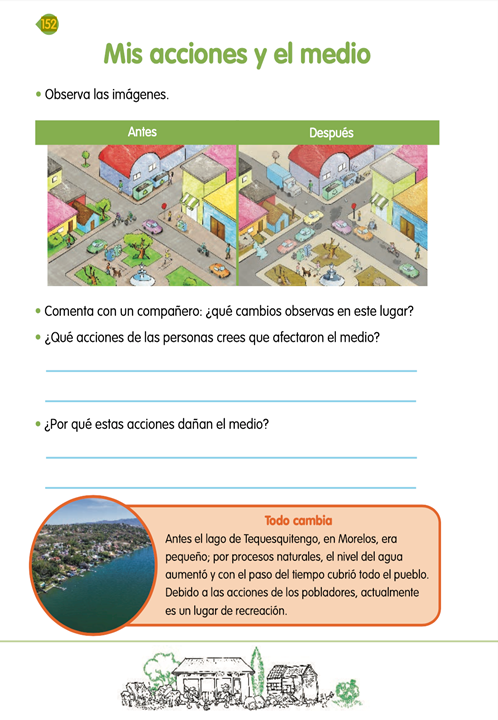 152
Mis acciones y el medio
• Observa las imágenes.
Antes
Después
• Comenta con un compañero: ¿qué cambios observas en este lugar?
• ¿Qué acciones de las personas crees que afectaron el medio?
• ¿Por qué estas acciones dañan el medio?
Todo cambia
Antes el lago de Tequesquitengo, en Morelos, era
pequeño; por procesos naturales, el nivel del agua
aumentó y con el paso del tiempo cubrió todo el pueblo.
Debido a las acciones de los pobladores, actualmente
es un lugar de recreación.